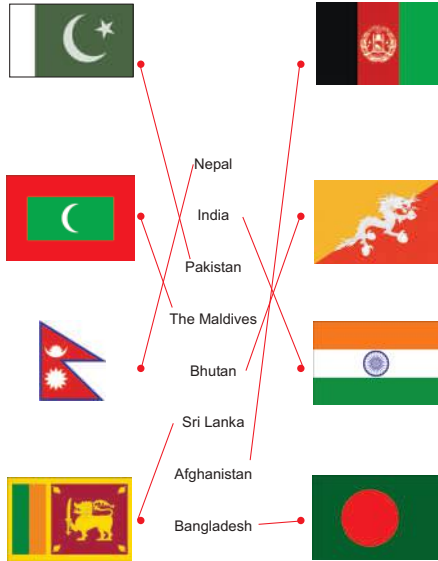 Nepal
India
Pakistan
The Maldives
Bhutan
Sri Lanka
Afghanistan
Bangladesh